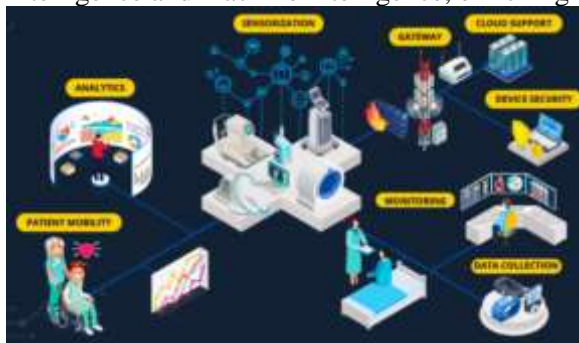 SENSORIZATION
CLOUD SUPPORT
GATEWAY
ANALYTICS
DEVICE SECURITY
PATIENT MOBILITY
MONITORING
DATA COLLECTION